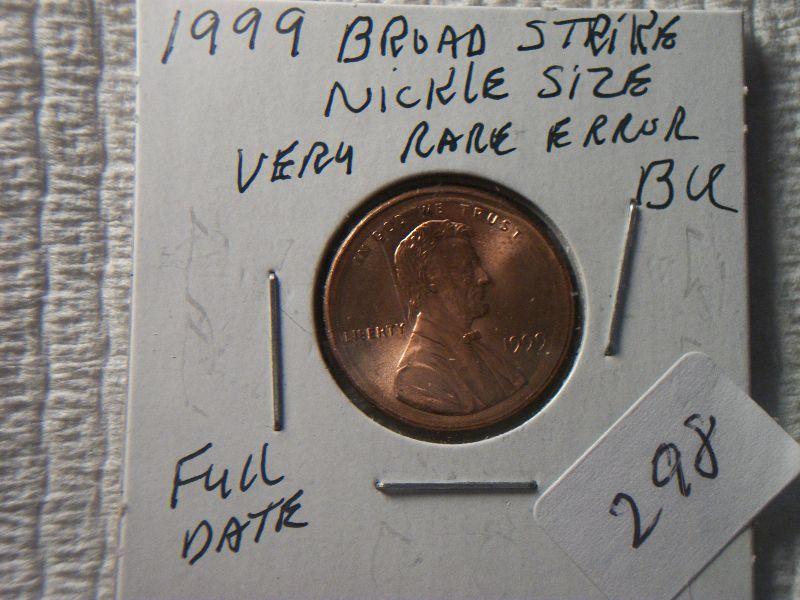 1999 BROAD STRIKE
NICKLE SIZE
VERY RARE ERROR
BU
IN GOD WE TRUST
LIBERTY
1999
FULL
DATE
298